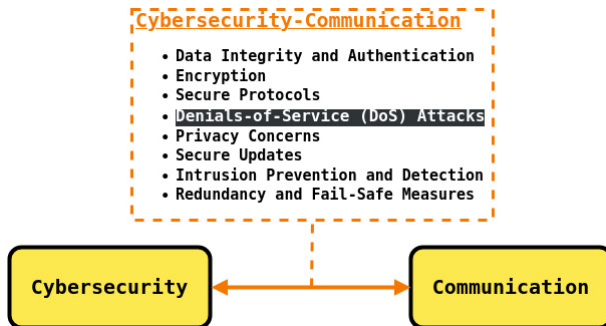 Cybersecurity-Communication
• Data Integrity and Authentication
• Encryption
• Secure Protocols
• Denials-of-Service (DoS) Attacks
• Privacy Concerns
• Secure Updates
• Intrusion Prevention and Detection
• Redundancy and Fail-Safe Measures
Cybersecurity
Communication